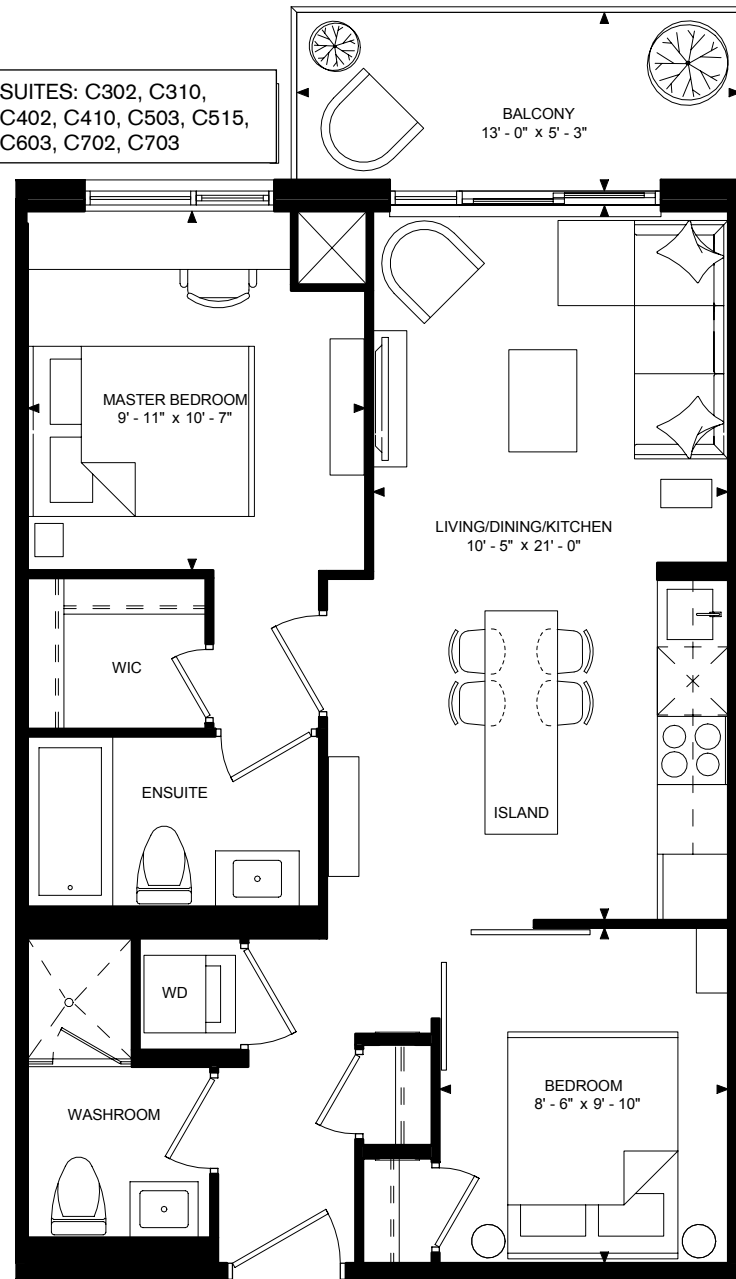 SUITES: C302, C310,
C402, C410, C503, C515,
C603, C702, C703
BALCONY
13' - 0" x 5' - 3"
MASTER BEDROOM
9' - 11" x 10' - 7"
LIVING/DINING/KITCHEN
10' - 5" x 21' - 0"
WIC
ENSUITE
ISLAND
WD
BEDROOM
8' - 6" x 9' - 10"
WASHROOM